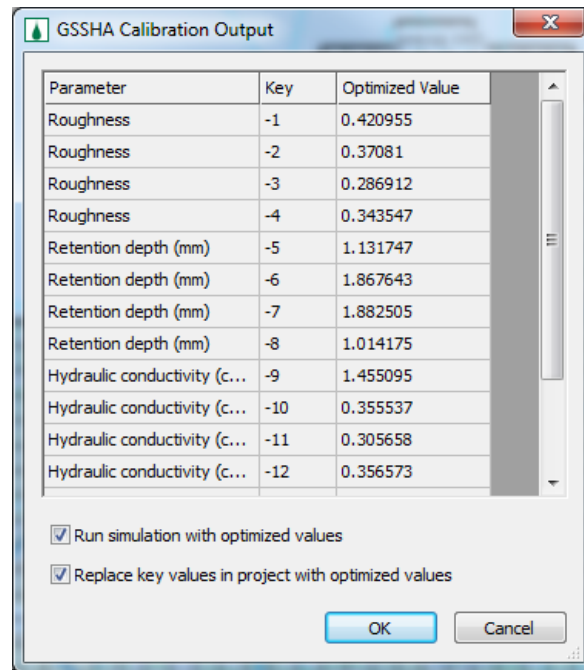 GSSHA Calibration Output
Parameter Key Optimized Value
Roughness -1 0.420955
Roughness -2 0.37081
Roughness -3 0.286912
Roughness -4 0.343547
Retention depth (mm) -5 1.131747
Retention depth (mm) -6 1.867643
Retention depth (mm) -7 1.882505
Retention depth (mm) -8 1.014175
Hydraulic conductivity (c... -9 1.455095
Hydraulic conductivity (c... -10 0.355537
Hydraulic conductivity (c... -11 0.305658
Hydraulic conductivity (c... -12 0.356573
Run simulation with optimized values
Replace key values in project with optimized values
OK Cancel